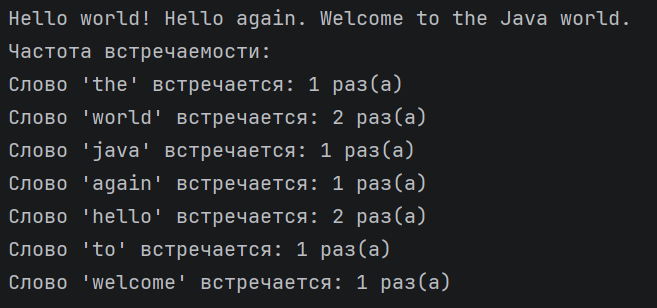 Hello world! Hello again. Welcome to the Java world.
Частота встречаемости:
Слово 'the' встречается: 1 раз(а)
Слово 'world' встречается: 2 раз(а)
Слово 'java' встречается: 1 раз(а)
Слово 'again' встречается: 1 раз(а)
Слово 'hello' встречается: 2 раз(а)
Слово 'to' встречается: 1 раз(а)
Слово 'welcome' встречается: 1 раз(а)